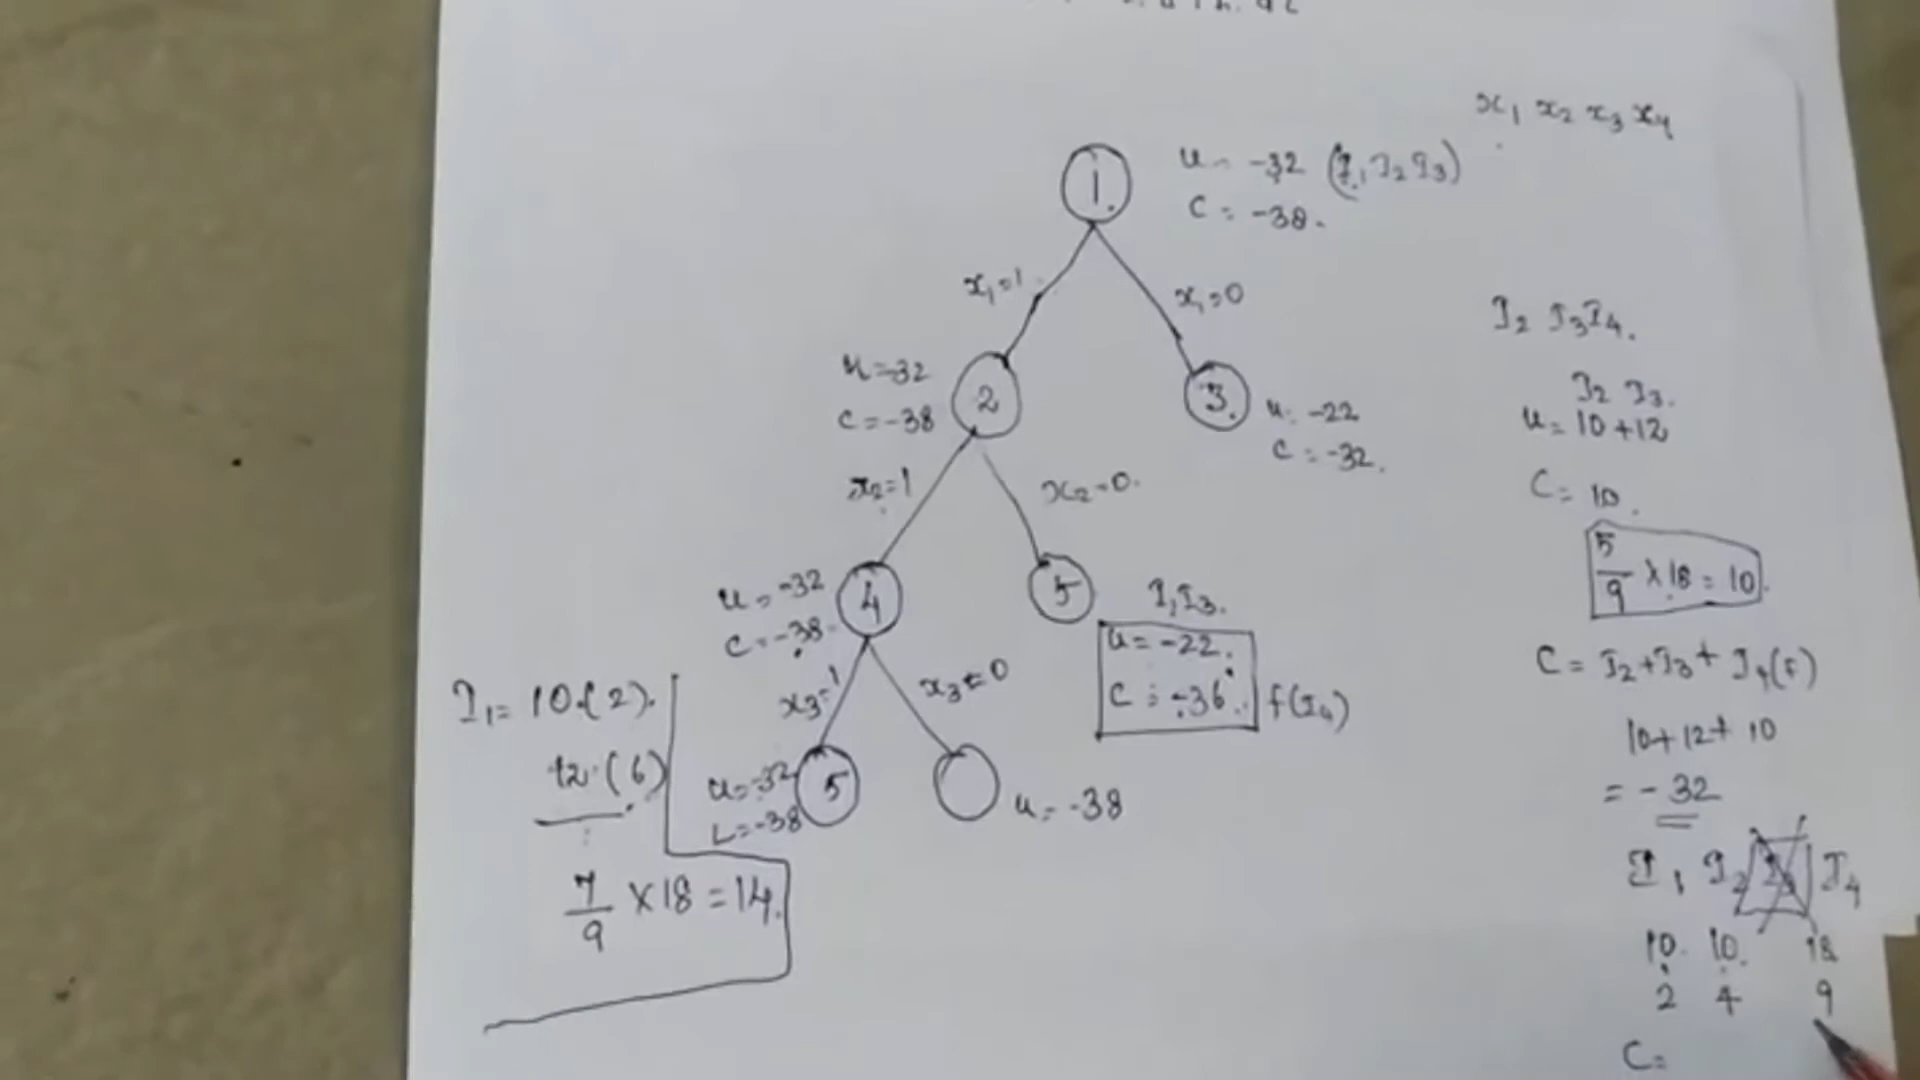 x₁ x₂ x₃ x₄
1.
u = -32 (I₁ I₂ I₃)
C = -38.
x₁=1
x₁=0
I₂ I₃ I₄.
u=-32
C=-38
2
3.
u = -22
C = -32.
I₂ I₃.
u = 10+12
C = 10.
x₂=1
x₂=0.
5/9 × 18 = 10.
u = -32
C = -38
4
5
I₁ I₃.
u = -22.
C = -36.
f(I₄)
C = I₂+I₃+ I₄(f)
10+12+ 10
= - 32
x₃=1
x₃=0
I₁= 10.(2).
12.(6)
7/9 × 18 = 14.
u=-32
L=-38
5
u = -38
I₁ I₂ I₃ I₄
10. 10. 18
2 4 9
C=